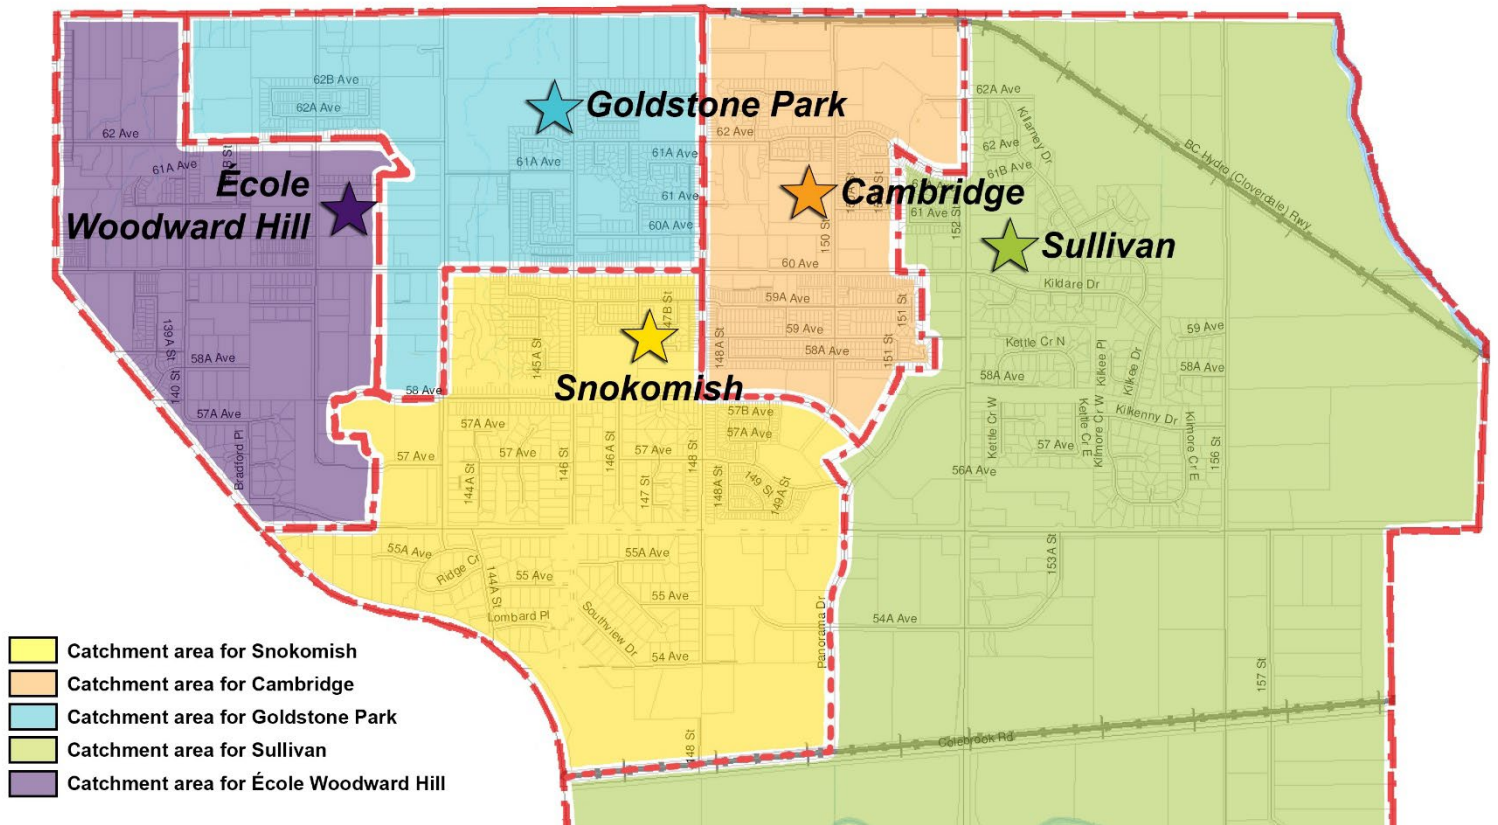 62B Ave
62A Ave
62 Ave
61A Ave
Goldstone Park
61A Ave
61A Ave
61 Ave
60A Ave
École
Woodward Hill
62 Ave
Cambridge
150 St
60 Ave
59A Ave
59 Ave
58A Ave
148A St
151 St
151 St
62A Ave
Killarney Dr
62 Ave
61B Ave
61 Ave
152 St
Sullivan
BC Hydro (Cloverdale) Rwy
Kildare Dr
59 Ave
Kettle Cr N
Kilkee Pl
Kilkee Dr
58A Ave
58A Ave
Kilkenny Dr
Kettle Cr W
Kettle Cr E
Kilmore Cr W
Kilmore Cr E
57 Ave
156 St
56A Ave
139A St
140 St
58A Ave
57A Ave
Bradford Pl
47B St
145A St
Snokomish
58 Ave
57B Ave
57A Ave
57A Ave
57 Ave
57 Ave
57 Ave
144A St
146 St
146A St
147 St
148 St
148A St
149 St
149A St
55A Ave
Ridge Cr
144A St
55 Ave
Lombard Pl
55A Ave
55 Ave
Southview Dr
54 Ave
Panorama Dr
153A St
54A Ave
157 St
148 St
Colebrook Rd
Catchment area for Snokomish
Catchment area for Cambridge
Catchment area for Goldstone Park
Catchment area for Sullivan
Catchment area for École Woodward Hill